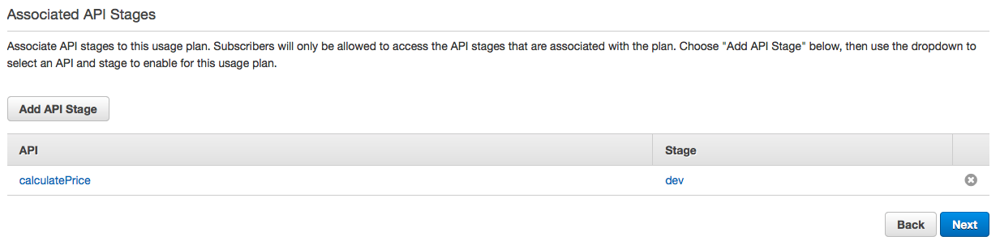 Associated API Stages
Associate API stages to this usage plan. Subscribers will only be allowed to access the API stages that are associated with the plan. Choose "Add API Stage" below, then use the dropdown to
select an API and stage to enable for this usage plan.
Add API Stage
API Stage
calculatePrice dev
Back Next